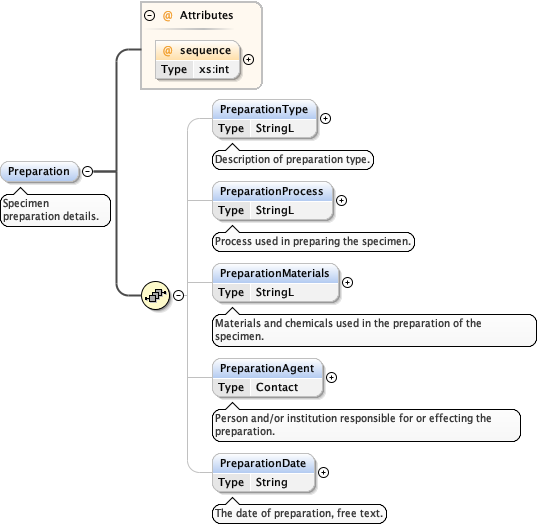 @ Attributes
@ sequence
Type xs:int
PreparationType
Type StringL
Description of preparation type.
Preparation
Specimen
preparation details.
PreparationProcess
Type StringL
Process used in preparing the specimen.
PreparationMaterials
Type StringL
Materials and chemicals used in the preparation of the
specimen.
PreparationAgent
Type Contact
Person and/or institution responsible for or effecting the
preparation.
PreparationDate
Type String
The date of preparation, free text.